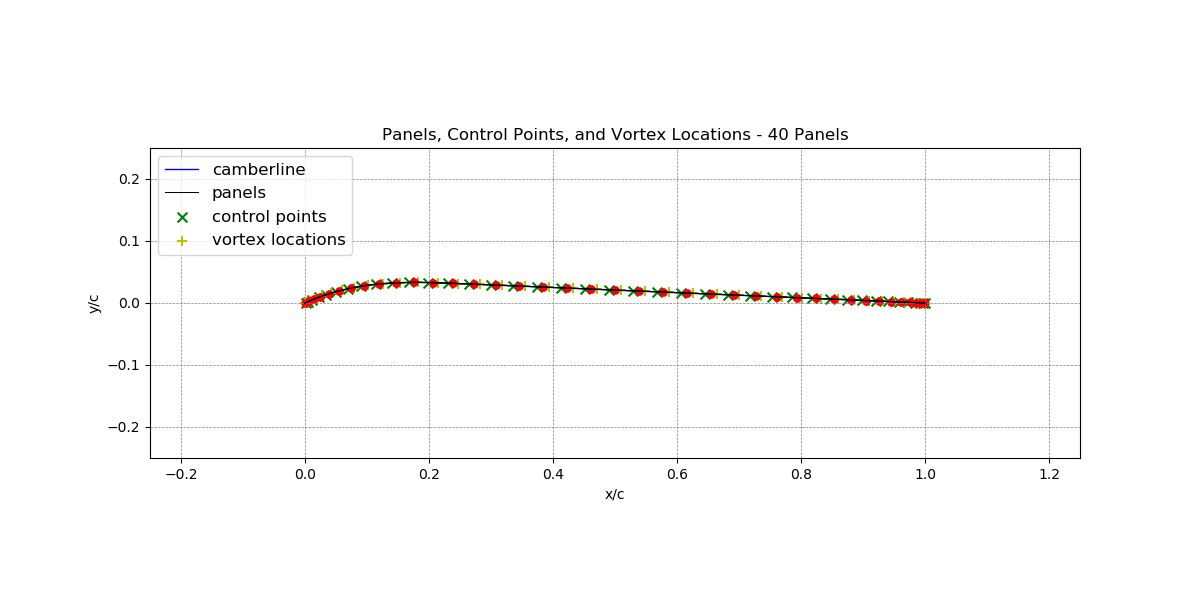 Panels, Control Points, and Vortex Locations - 40 Panels
camberline
panels
control points
vortex locations
0.2
0.1
0.0
−0.1
−0.2
y/c
−0.2 0.0 0.2 0.4 0.6 0.8 1.0 1.2
x/c